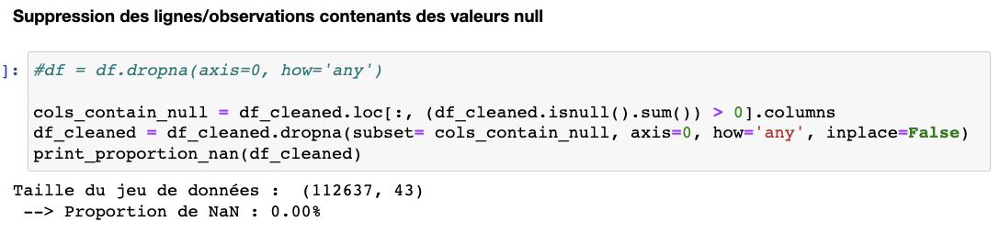 Suppression des lignes/observations contenants des valeurs null
]: #df = df.dropna(axis=0, how='any')
cols_contain_null = df_cleaned.loc[:, (df_cleaned.isnull().sum()) > 0].columns
df_cleaned = df_cleaned.dropna(subset= cols_contain_null, axis=0, how='any', inplace=False)
print_proportion_nan(df_cleaned)
Taille du jeu de données :  (112637, 43)
--> Proportion de NaN : 0.00%